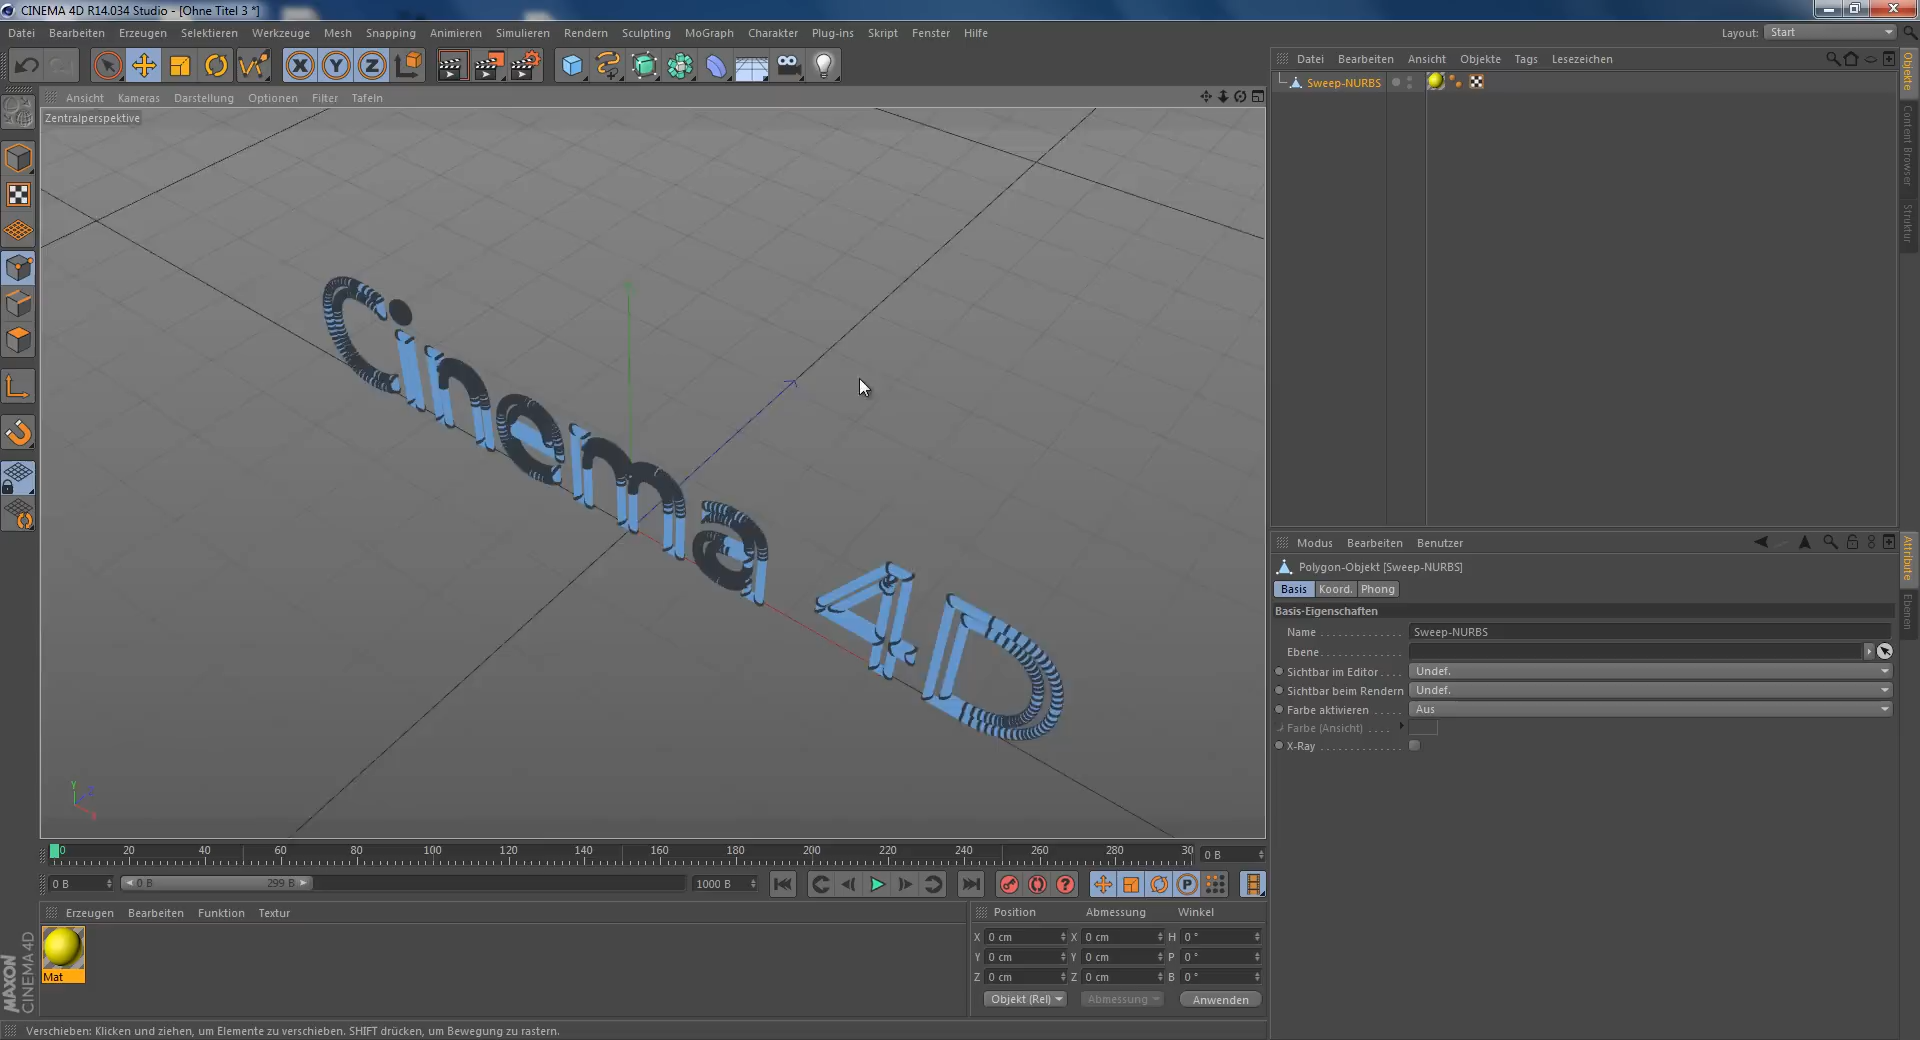 CINEMA 4D R14.034 Studio - [Ohne Titel 3 *]
Datei Bearbeiten Erzeugen Selektieren Werkzeuge Mesh Snapping Animieren Simulieren Rendern Sculpting MoGraph Charakter Plug-ins Skript Fenster Hilfe Layout: Start
X Y Z
Datei Bearbeiten Ansicht Objekte Tags Lesezeichen
Sweep-NURBS
Objekte
Content Browser
Struktur
Ansicht Kameras Darstellung Optionen Filter Tafeln
Zentralperspektive
Cinema 4D
Y Z X
Modus Bearbeiten Benutzer
Polygon-Objekt [Sweep-NURBS]
Basis Koord. Phong
Basis-Eigenschaften
Name . . . . . . . . . . . . . Sweep-NURBS
Ebene. . . . . . . . . . . . .
Sichtbar im Editor . . . . Undef.
Sichtbar beim Rendern Undef.
Farbe aktivieren . . . . . Aus
Farbe (Ansicht) . . . .
X-Ray . . . . . . . . . . . . .
Attribute
Ebenen
0 20 40 60 80 100 120 140 160 180 200 220 240 260 280 30 0 B
0 B 0 B 299 B 1000 B P
Erzeugen Bearbeiten Funktion Textur
Mat
MAXON
CINEMA 4D
Position Abmessung Winkel
X 0 cm X 0 cm H 0 °
Y 0 cm Y 0 cm P 0 °
Z 0 cm Z 0 cm B 0 °
Objekt (Rel) Abmessung Anwenden
Verschieben: Klicken und ziehen, um Elemente zu verschieben. SHIFT drücken, um Bewegung zu rastern.